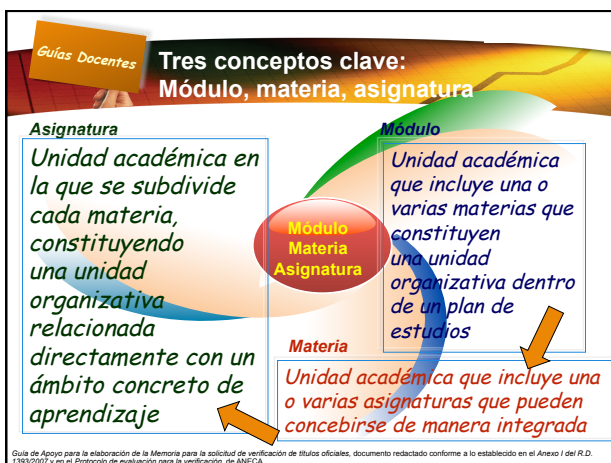 Guías Docentes
Tres conceptos clave:
Módulo, materia, asignatura
Asignatura
Unidad académica en
la que se subdivide
cada materia,
constituyendo
una unidad
organizativa
relacionada
directamente con un
ámbito concreto de
aprendizaje
Módulo
Materia
Asignatura
Módulo
Unidad académica
que incluye una o
varias materias que
constituyen
una unidad
organizativa dentro
de un plan de
estudios
Materia
Unidad académica que incluye una
o varias asignaturas que pueden
concebirse de manera integrada
Guía de Apoyo para la elaboración de la Memoria para la solicitud de verificación de títulos oficiales, documento redactado conforme a lo establecido en el Anexo I del R.D.
1393/2007 y en el Protocolo de evaluación para la verificación, de ANECA